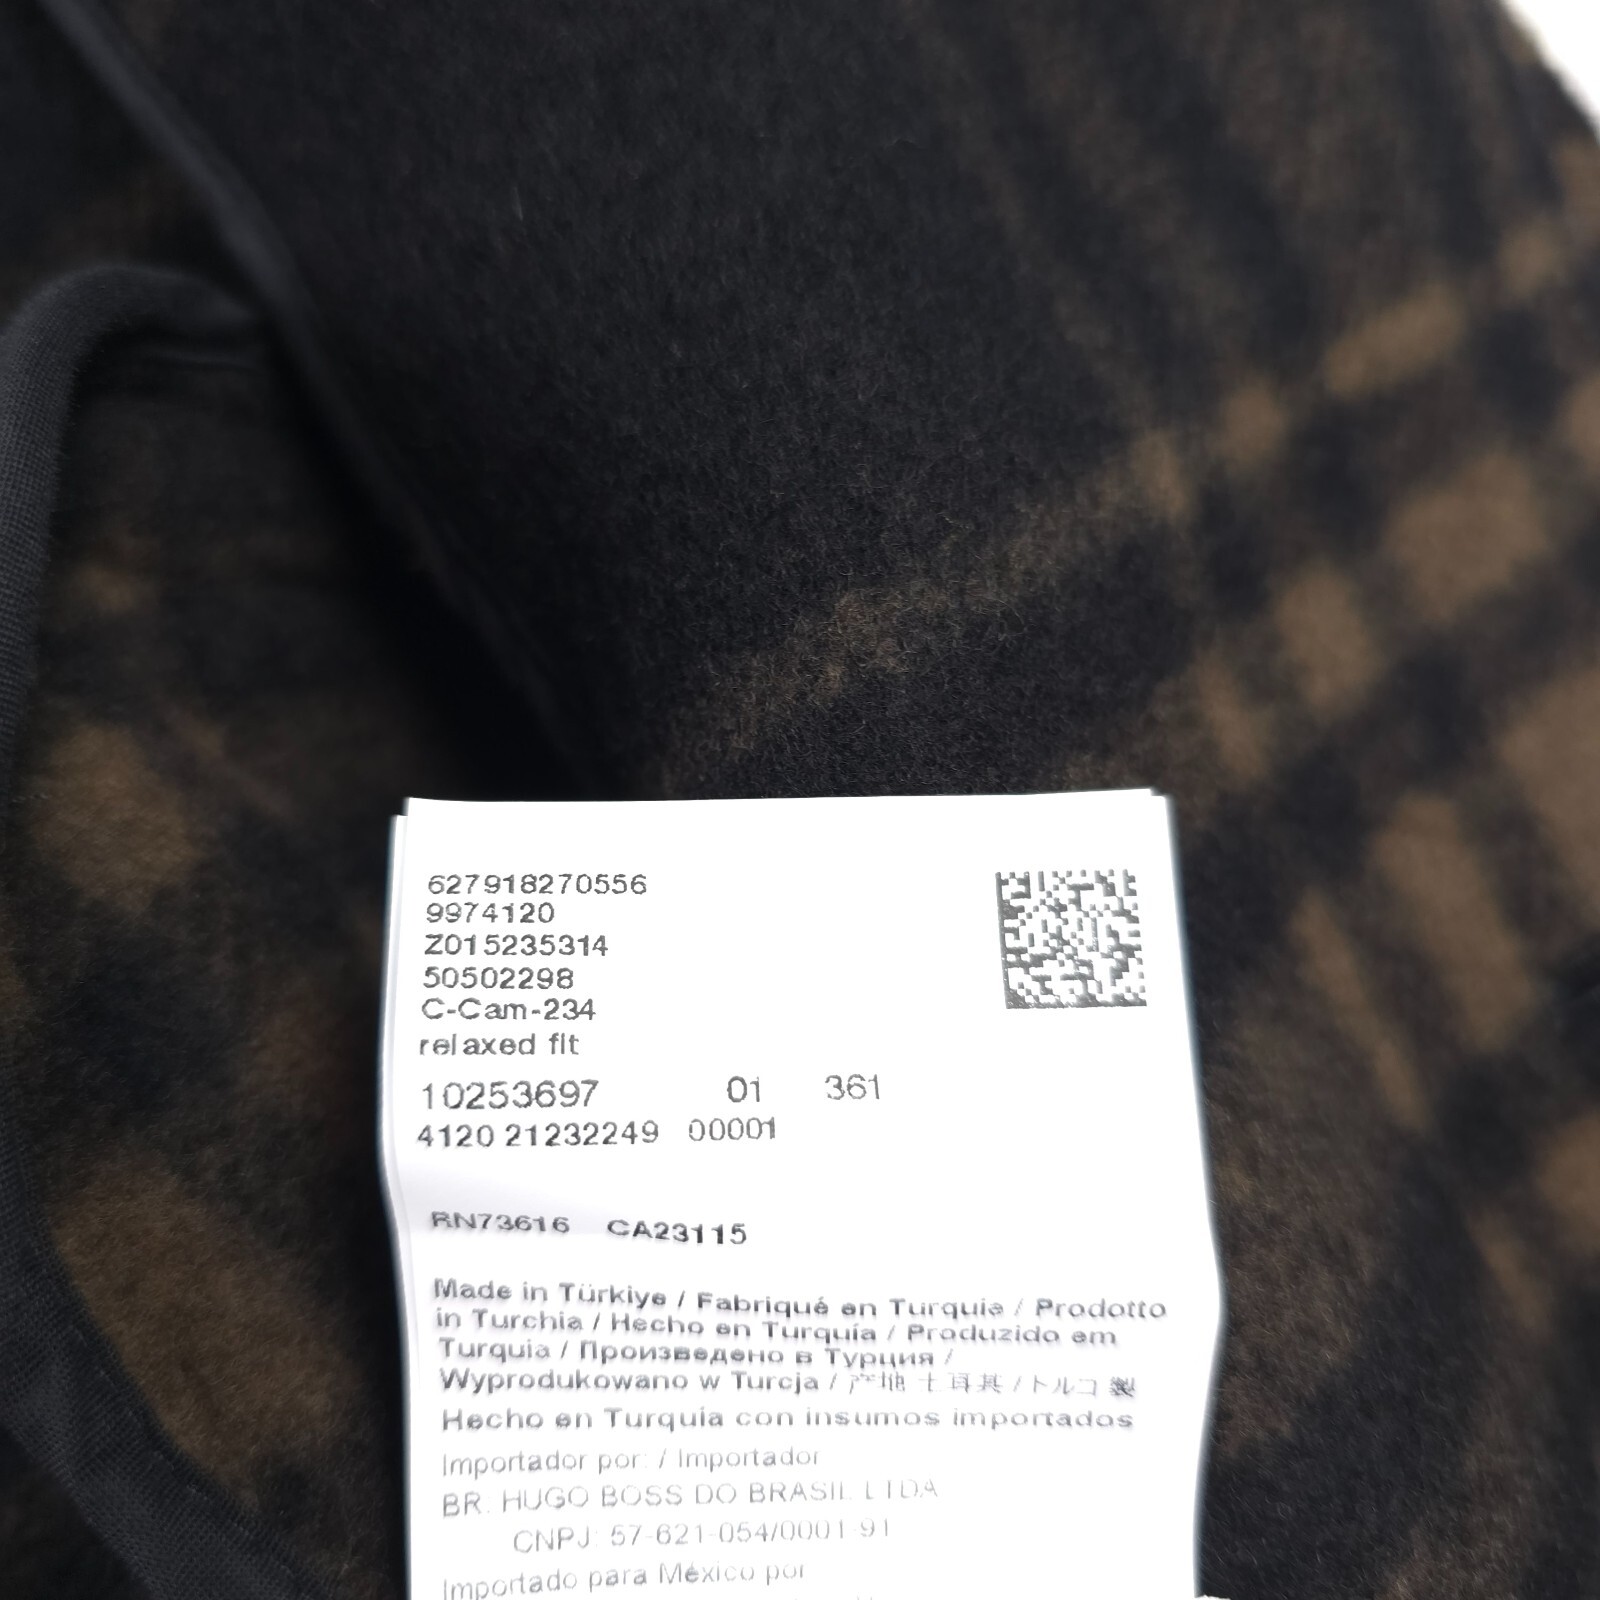 627918270556
9974120
Z015235314
50502298
C-Cam-234
relaxed fit
10253697 01 361
4120 21232249 00001
RN73616 CA23115
Made in Türkiye / Fabriqué en Turquie / Prodotto
in Turchia / Hecho en Turquía / Produzido em
Turquia / Произведено в Турция /
Wyprodukowano w Turcja / 产地 土耳其 / トルコ 製
Hecho en Turquía con insumos importados
Importador por: / Importador
BR: HUGO BOSS DO BRASIL LTDA
CNPJ: 57-621-054/0001-91
Importado para México por